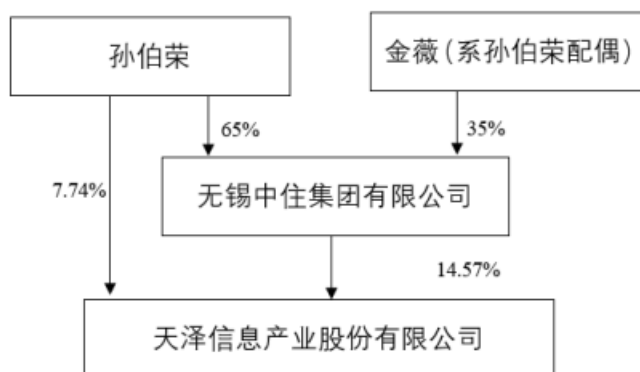 孙伯荣
金薇(系孙伯荣配偶)
65%
35%
7.74%
无锡中住集团有限公司
14.57%
天泽信息产业股份有限公司